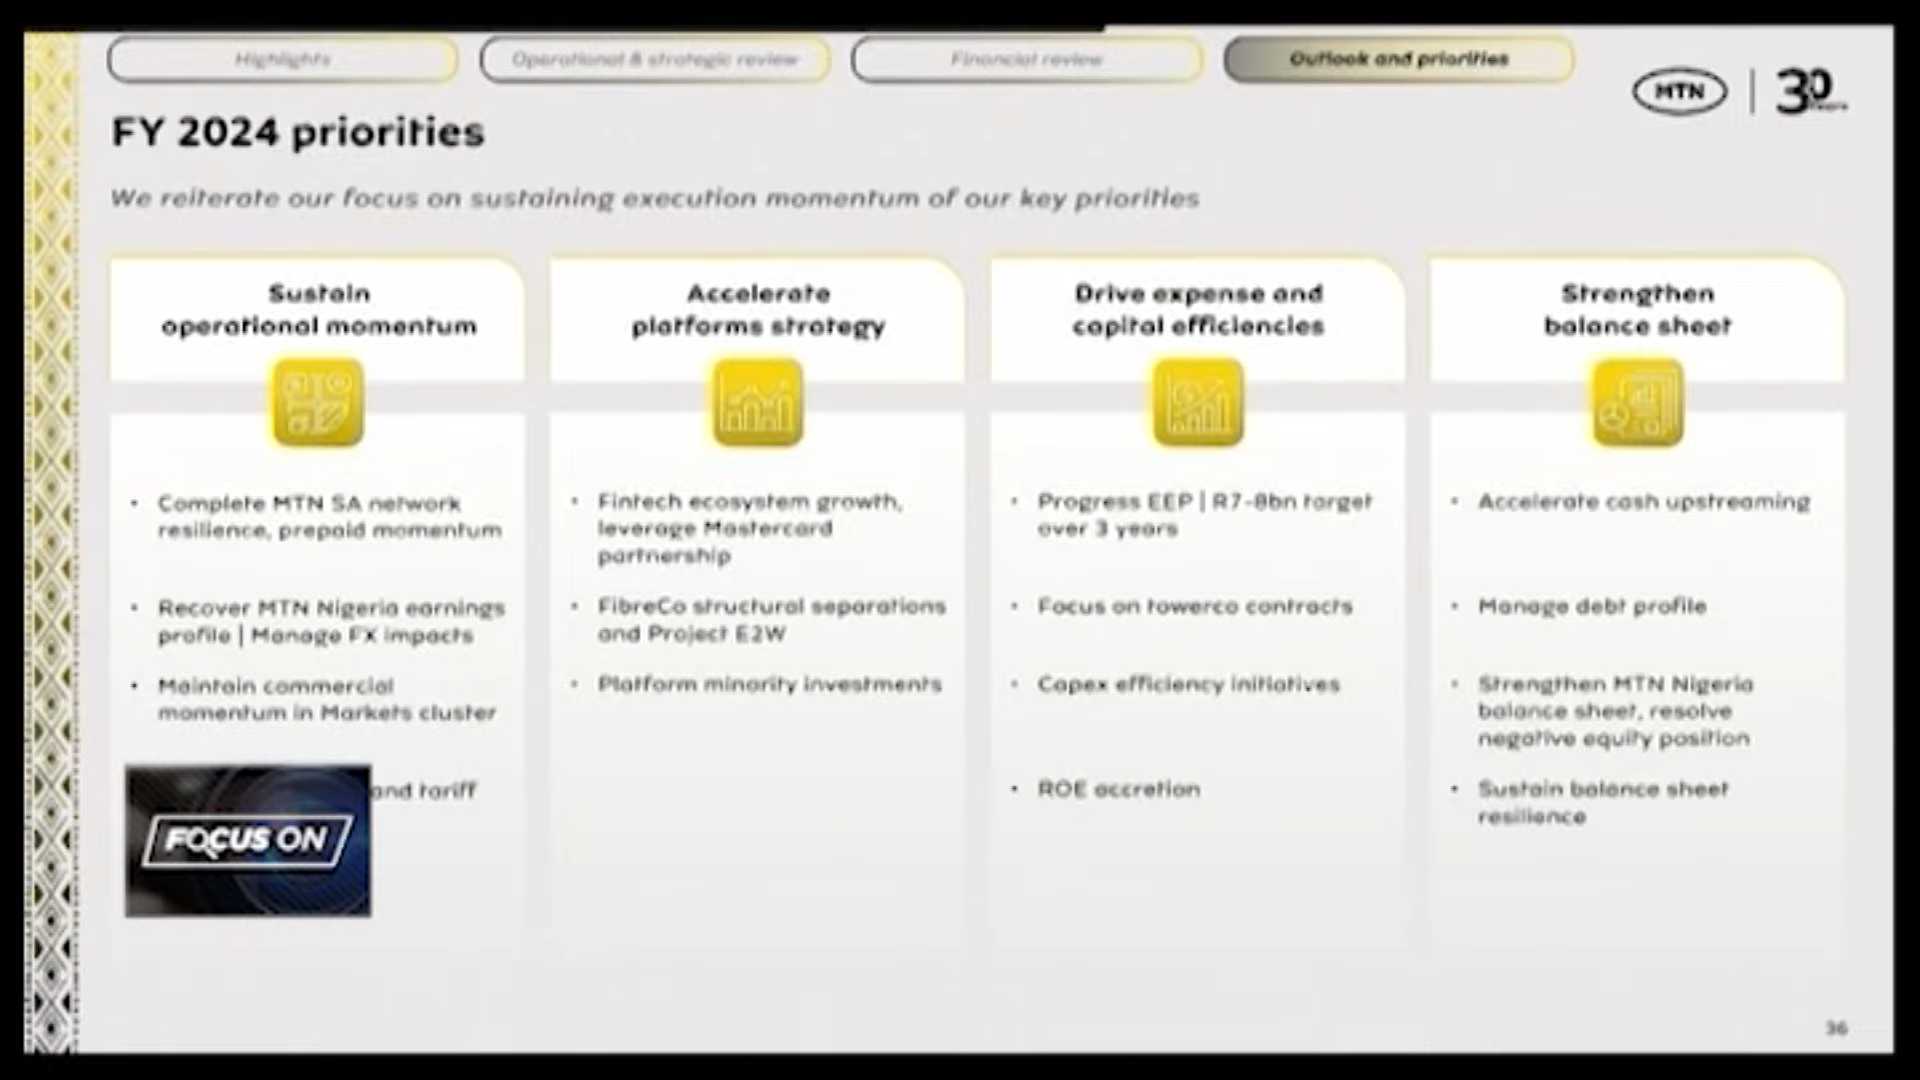 Highlights
Operational & strategic review
Financial review
Outlook and priorities
MTN
30
FY 2024 priorities
We reiterate our focus on sustaining execution momentum of our key priorities
Sustain
operational momentum
• Complete MTN SA network
resilience, prepaid momentum
• Recover MTN Nigeria earnings
profile | Manage FX impacts
• Maintain commercial
momentum in Markets cluster
and tariff
FOCUS ON
Accelerate
platforms strategy
• Fintech ecosystem growth,
leverage Mastercard
partnership
• FibreCo structural separations
and Project E2W
• Platform minority investments
Drive expense and
capital efficiencies
• Progress EEP | R7-8bn target
over 3 years
• Focus on towerco contracts
• Capex efficiency initiatives
• ROE accretion
Strengthen
balance sheet
• Accelerate cash upstreaming
• Manage debt profile
• Strengthen MTN Nigeria
balance sheet, resolve
negative equity position
• Sustain balance sheet
resilience
36